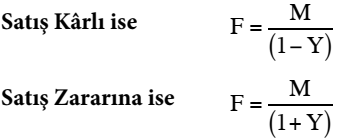 Satış Kârlı ise F = M / (1 – Y)
Satış Zararına ise F = M / (1 + Y)